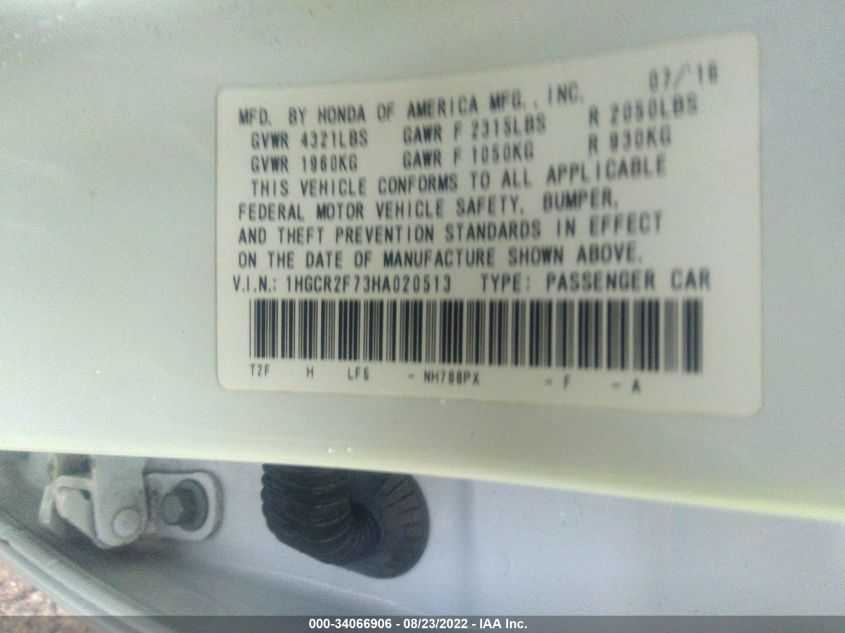 07/'16
MFD. BY HONDA OF AMERICA MFG., INC.
GVWR 4321LBS GAWR F 2315LBS R 2050LBS
GVWR 1960KG GAWR F 1050KG R 930KG
THIS VEHICLE CONFORMS TO ALL APPLICABLE
FEDERAL MOTOR VEHICLE SAFETY, BUMPER,
AND THEFT PREVENTION STANDARDS IN EFFECT
ON THE DATE OF MANUFACTURE SHOWN ABOVE.
V.I.N.: 1HGCR2F73HA020513 TYPE: PASSENGER CAR
T2F H LF6 - NH788PX - F - A
000-34066906 - 08/23/2022 - IAA Inc.